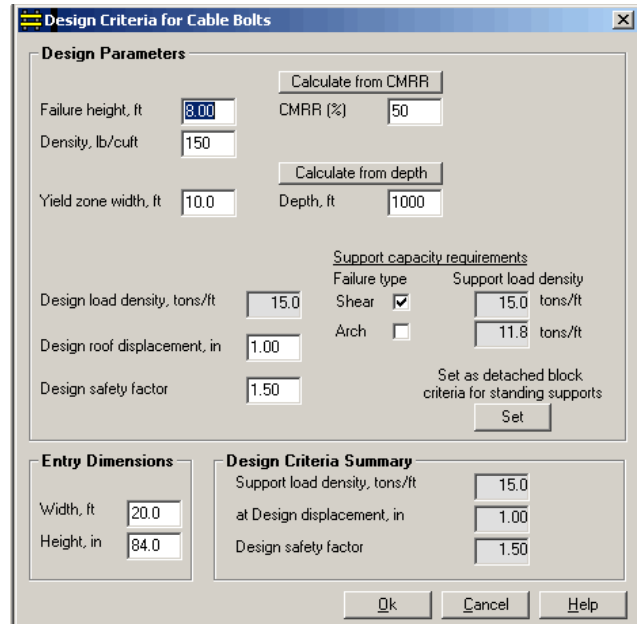 Design Criteria for Cable Bolts
Design Parameters
Calculate from CMRR
Failure height, ft 8.00 CMRR (%) 50
Density, lb/cuft 150
Calculate from depth
Yield zone width, ft 10.0 Depth, ft 1000
Support capacity requirements
Failure type Support load density
Design load density, tons/ft 15.0 Shear 15.0 tons/ft
Arch 11.8 tons/ft
Design roof displacement, in 1.00
Design safety factor 1.50
Set as detached block
criteria for standing supports
Set
Entry Dimensions
Width, ft 20.0
Height, in 84.0
Design Criteria Summary
Support load density, tons/ft 15.0
at Design displacement, in 1.00
Design safety factor 1.50
Ok Cancel Help